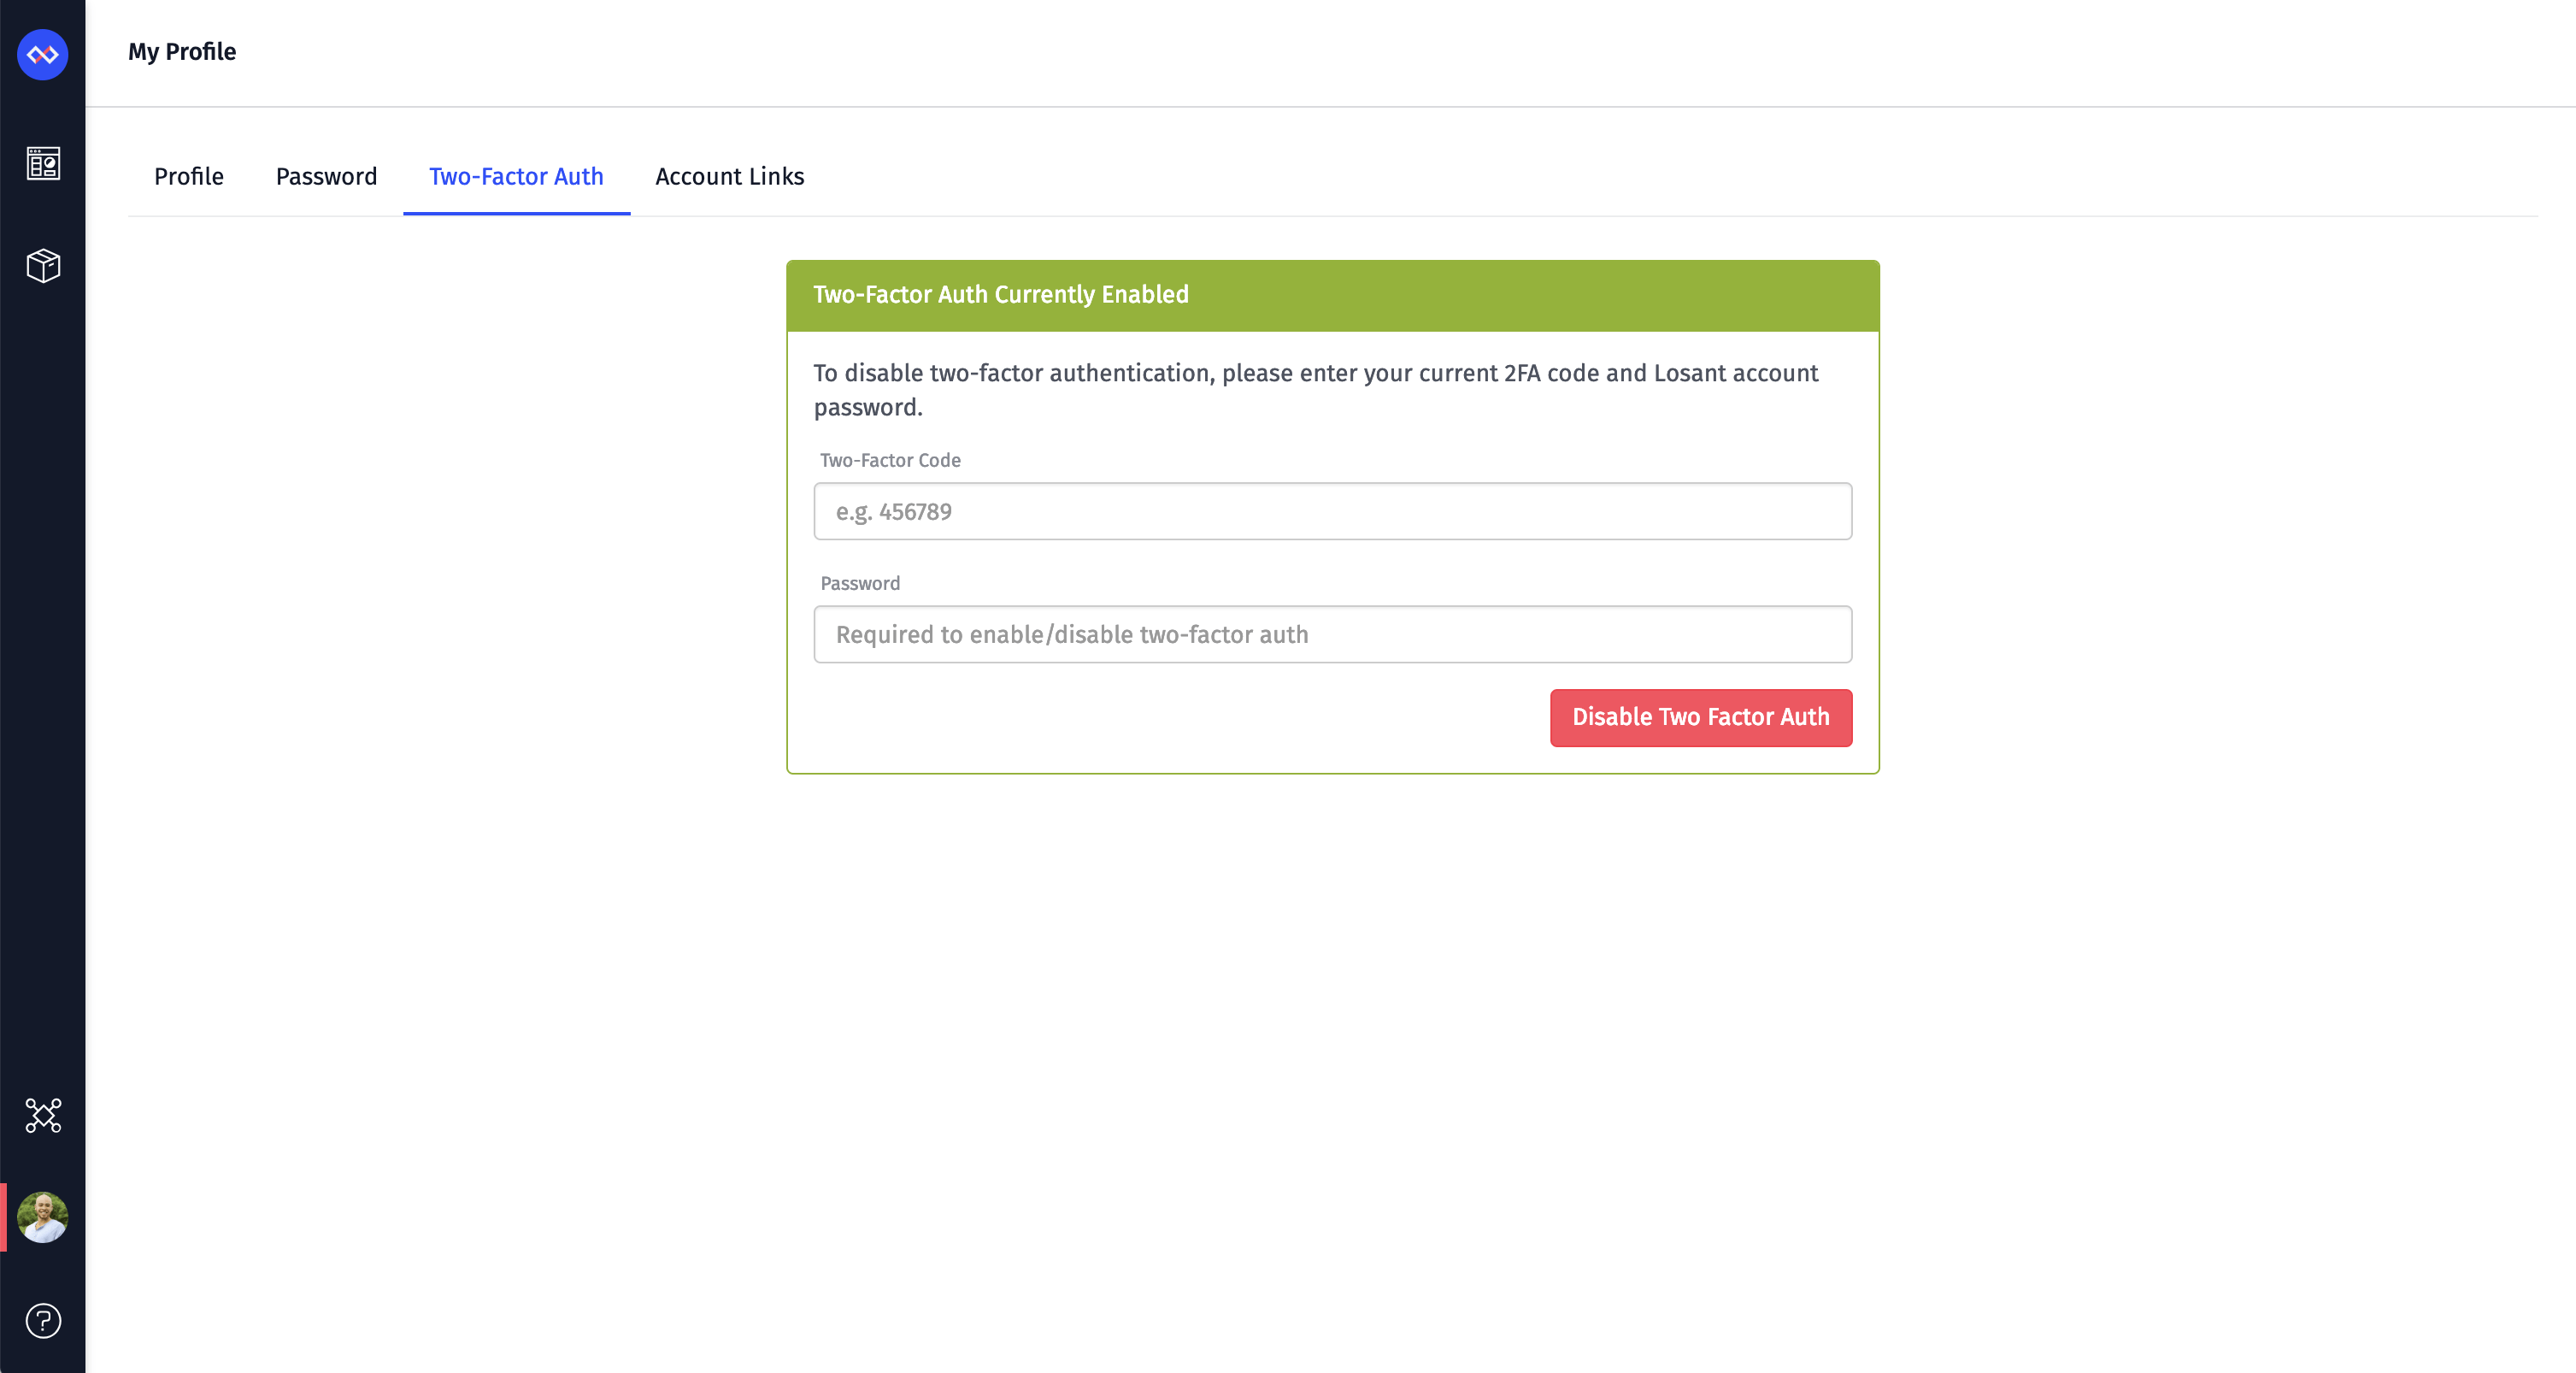 My Profile
Profile
Password
Two-Factor Auth
Account Links
Two-Factor Auth Currently Enabled
To disable two-factor authentication, please enter your current 2FA code and Losant account
password.
Two-Factor Code
e.g. 456789
Password
Required to enable/disable two-factor auth
Disable Two Factor Auth
?